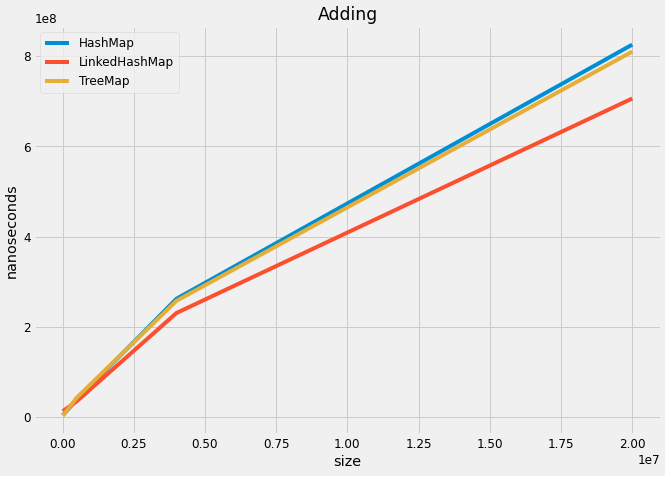 Adding
1e8
HashMap
LinkedHashMap
TreeMap
8
6
4
2
0
nanoseconds
0.00 0.25 0.50 0.75 1.00 1.25 1.50 1.75 2.00
size
1e7